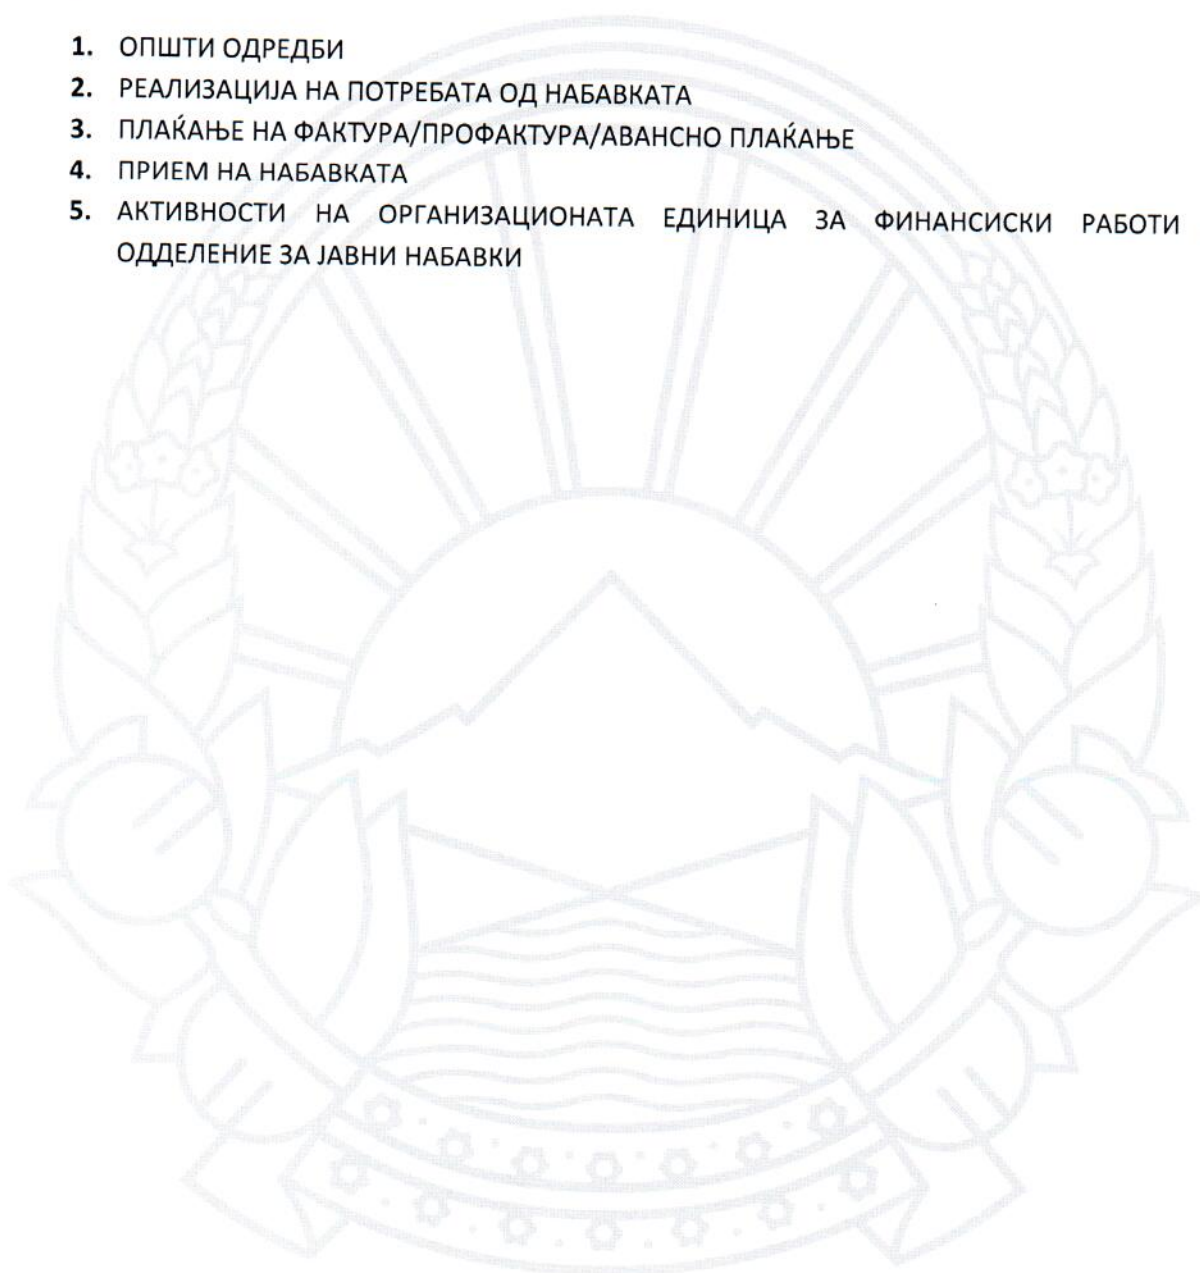 1. ОПШТИ ОДРЕДБИ
2. РЕАЛИЗАЦИЈА НА ПОТРЕБАТА ОД НАБАВКАТА
3. ПЛАЌАЊЕ НА ФАКТУРА/ПРОФАКТУРА/АВАНСНО ПЛАЌАЊЕ
4. ПРИЕМ НА НАБАВКАТА
5. АКТИВНОСТИ НА ОРГАНИЗАЦИОНАТА ЕДИНИЦА ЗА ФИНАНСИСКИ РАБОТИ
ОДДЕЛЕНИЕ ЗА ЈАВНИ НАБАВКИ